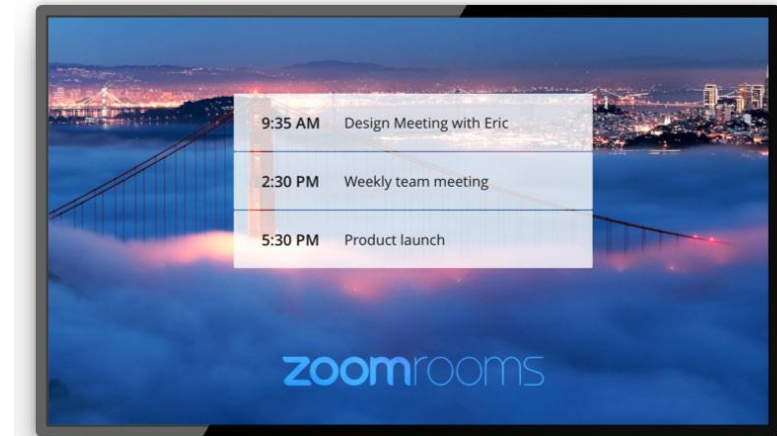 9:35 AM Design Meeting with Eric
2:30 PM Weekly team meeting
5:30 PM Product launch
zoomrooms